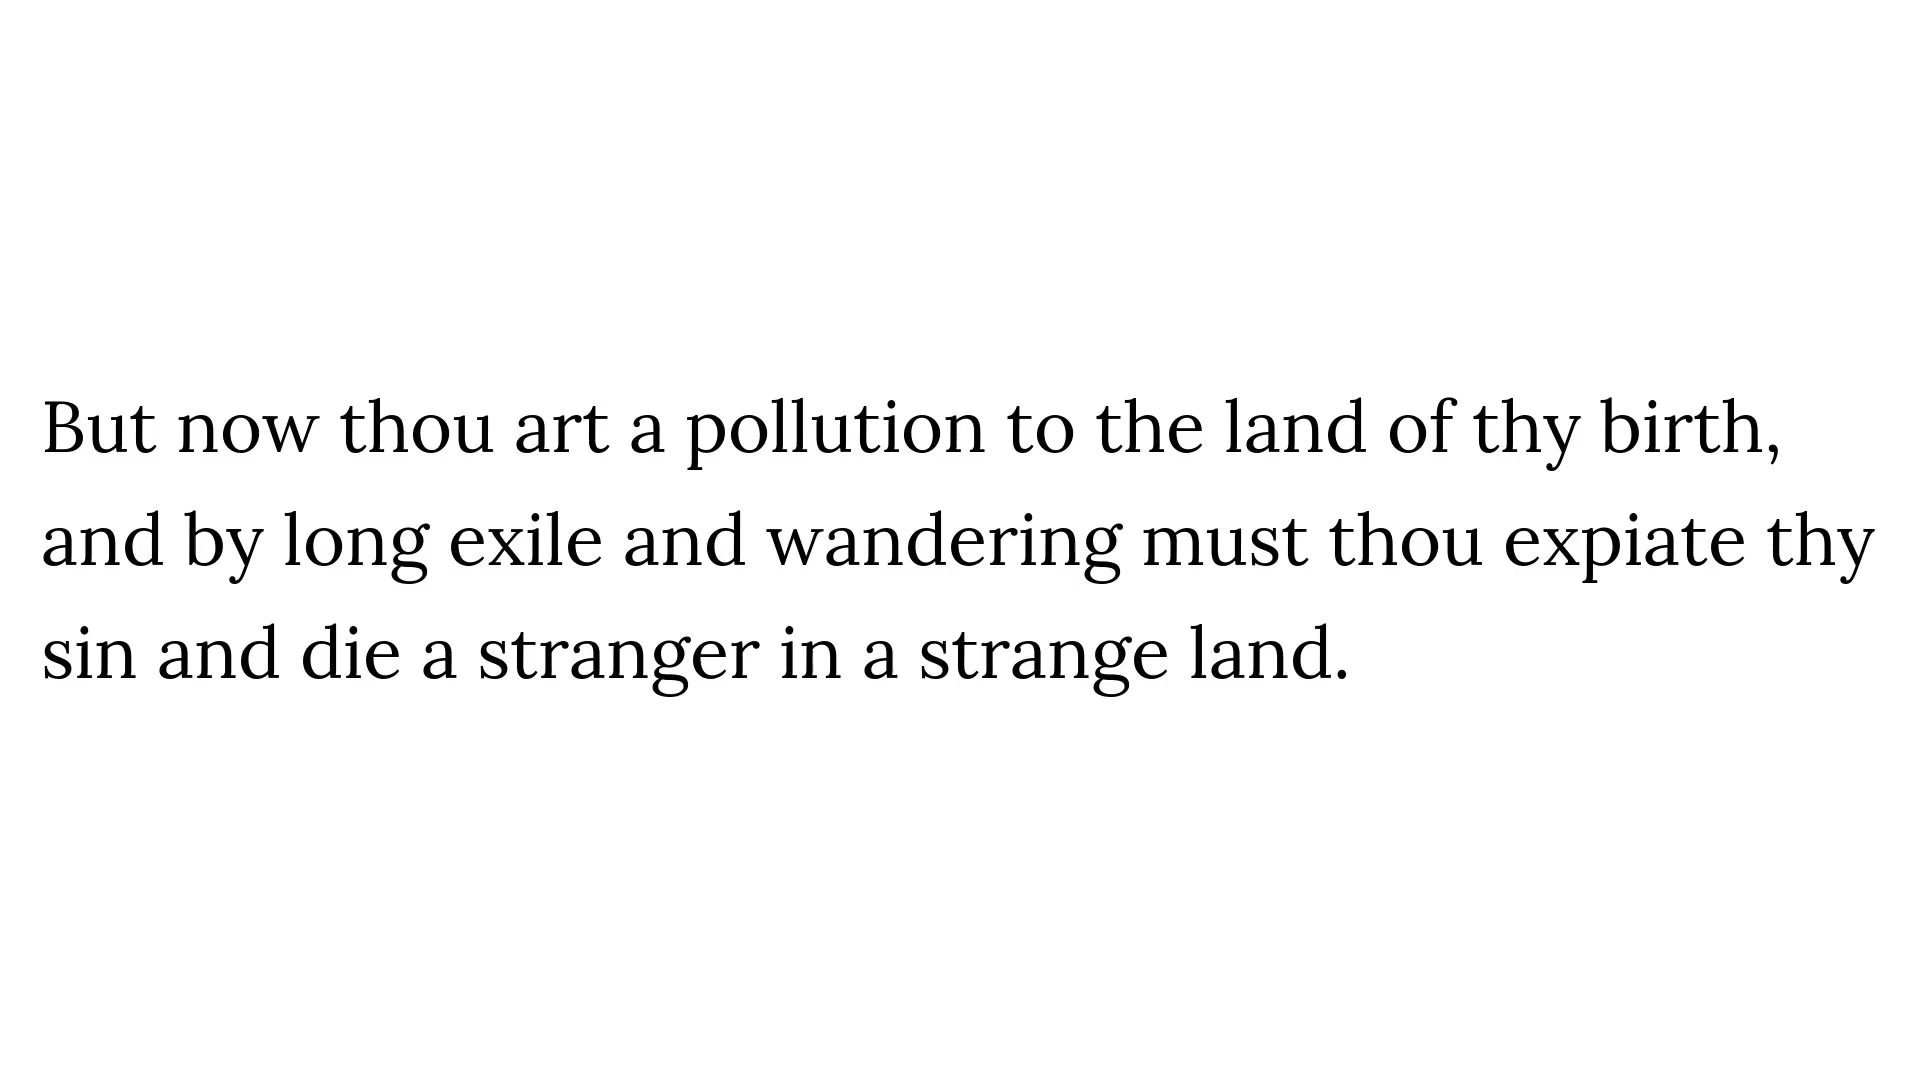 But now thou art a pollution to the land of thy birth,
and by long exile and wandering must thou expiate thy
sin and die a stranger in a strange land.